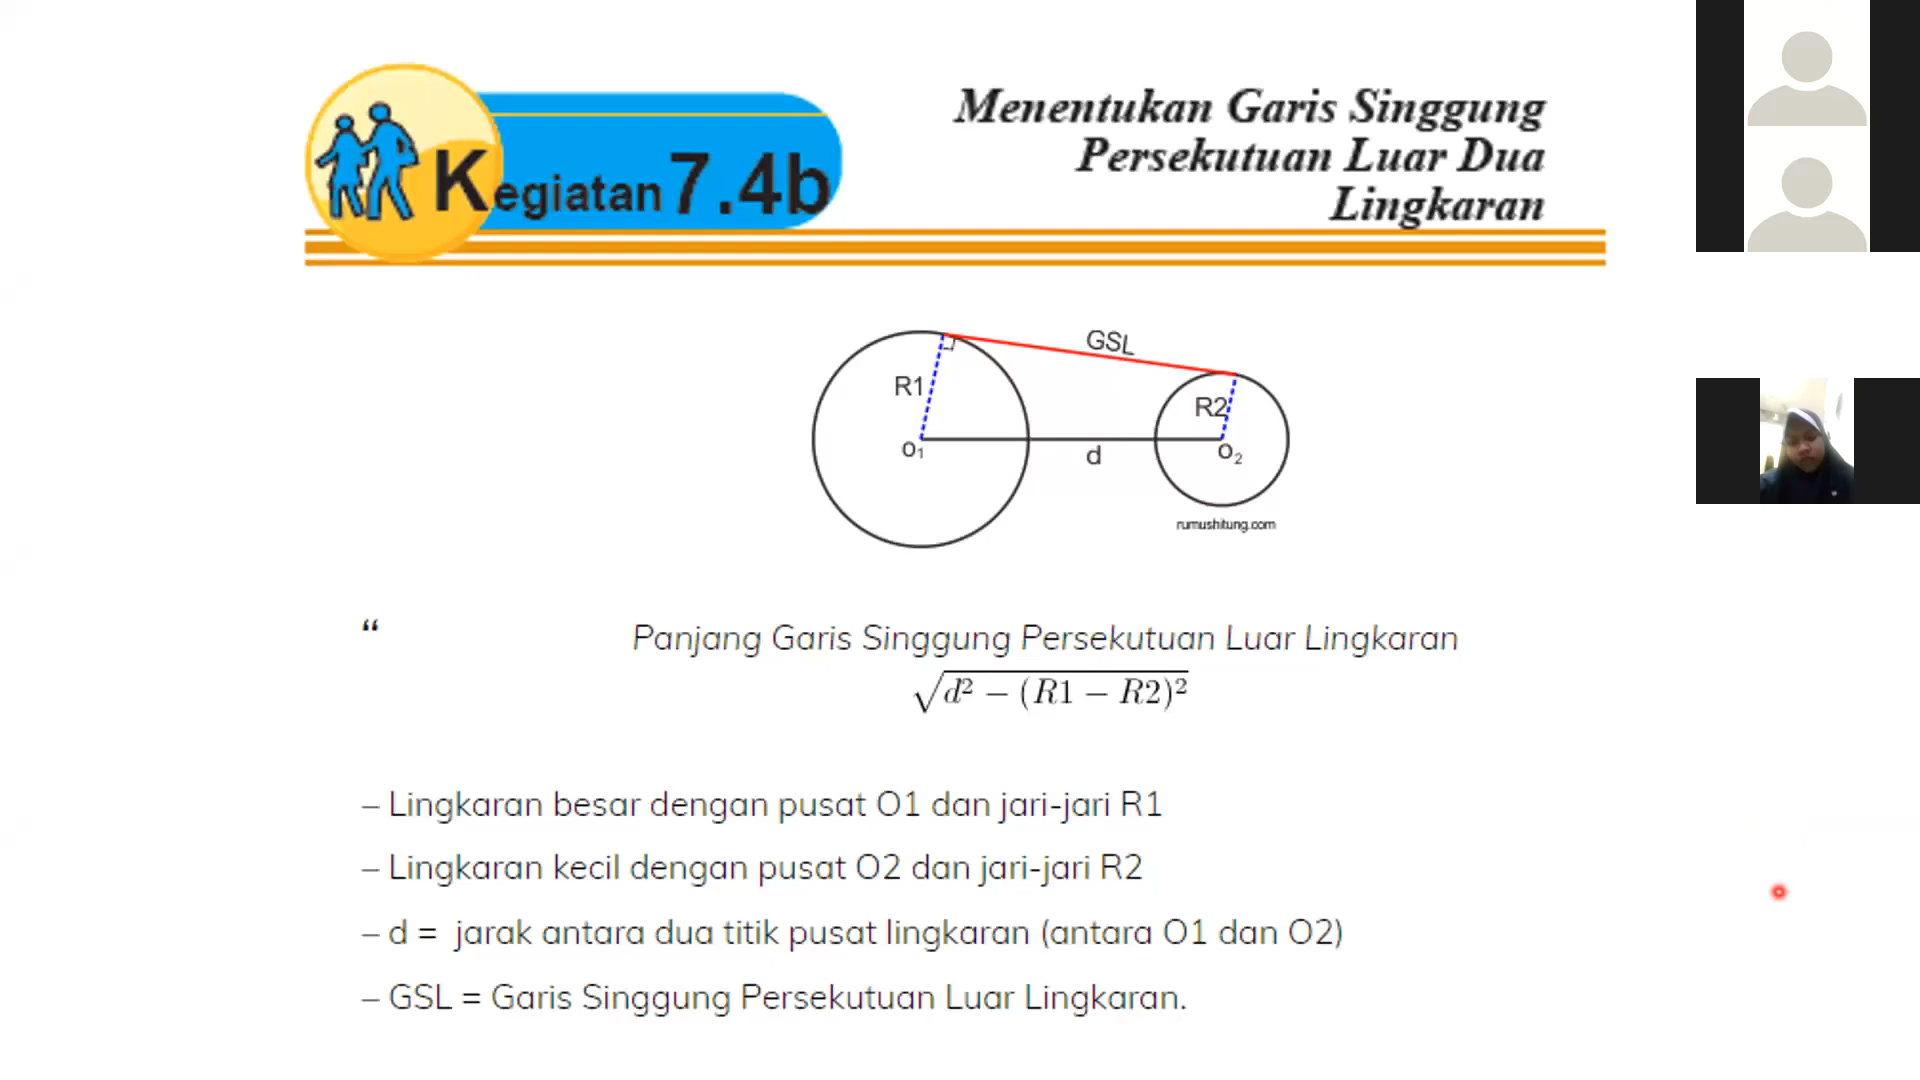 Kegiatan 7.4b
Menentukan Garis Singgung
Persekutuan Luar Dua
Lingkaran
GSL
R1
R2
O₁
d
O₂
rumushitung.com
“
Panjang Garis Singgung Persekutuan Luar Lingkaran
√d² − (R1 − R2)²
– Lingkaran besar dengan pusat O1 dan jari-jari R1
– Lingkaran kecil dengan pusat O2 dan jari-jari R2
– d = jarak antara dua titik pusat lingkaran (antara O1 dan O2)
– GSL = Garis Singgung Persekutuan Luar Lingkaran.